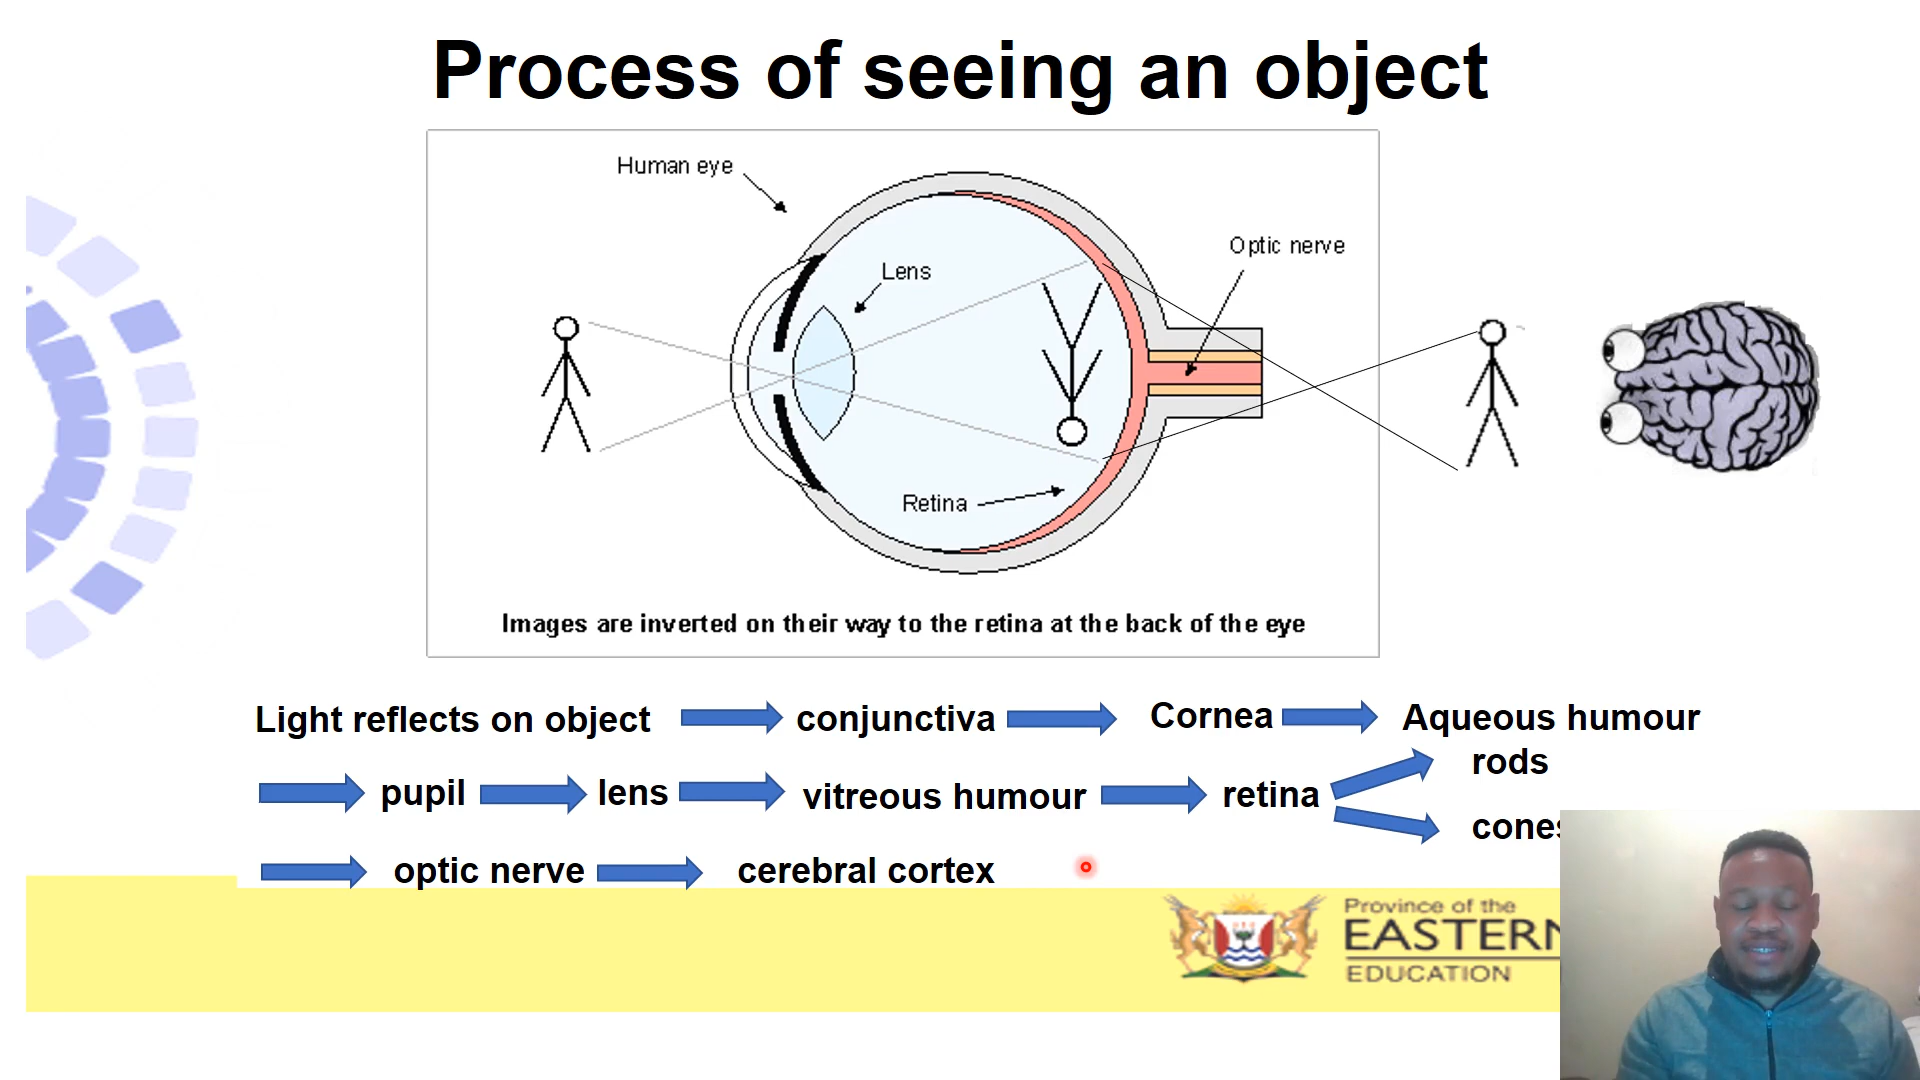 Process of seeing an object
Human eye
Optic nerve
Lens
Retina
Images are inverted on their way to the retina at the back of the eye
Light reflects on object conjunctiva Cornea Aqueous humour
rods
pupil lens vitreous humour retina
cones
optic nerve cerebral cortex
Province of the
EASTERN
EDUCATION